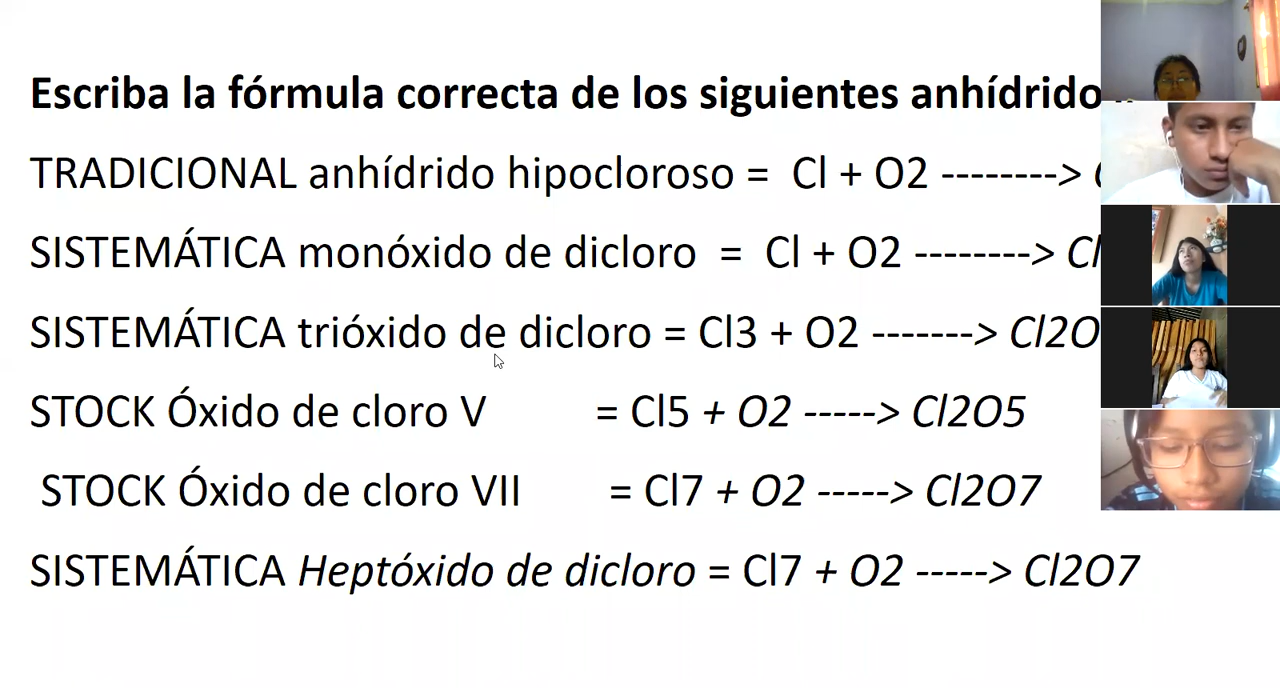 Escriba la fórmula correcta de los siguientes anhídrido
TRADICIONAL anhídrido hipocloroso = Cl + O2 -------->
SISTEMÁTICA monóxido de dicloro = Cl + O2 --------> Cl
SISTEMÁTICA trióxido de dicloro = Cl3 + O2 -------> Cl2O
STOCK Óxido de cloro V = Cl5 + O2 -----> Cl2O5
STOCK Óxido de cloro VII = Cl7 + O2 -----> Cl2O7
SISTEMÁTICA Heptóxido de dicloro = Cl7 + O2 -----> Cl2O7